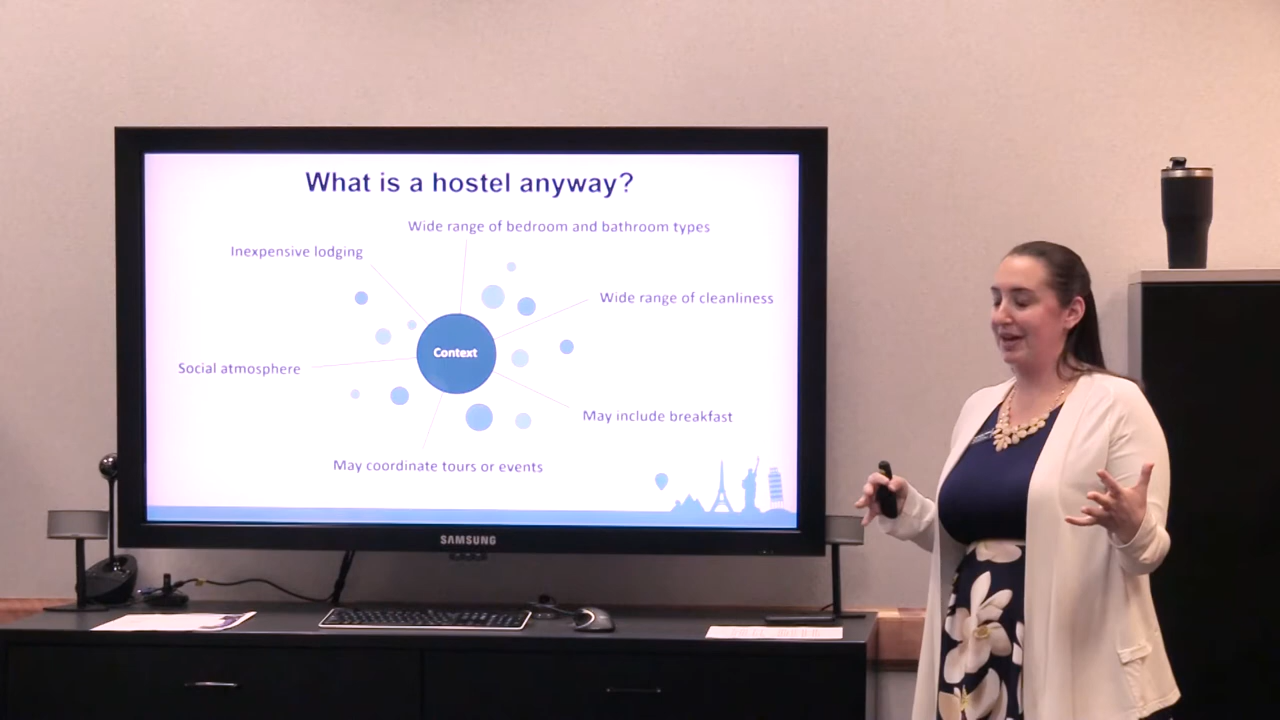 What is a hostel anyway?
Wide range of bedroom and bathroom types
Inexpensive lodging
Wide range of cleanliness
Context
Social atmosphere
May include breakfast
May coordinate tours or events
SAMSUNG